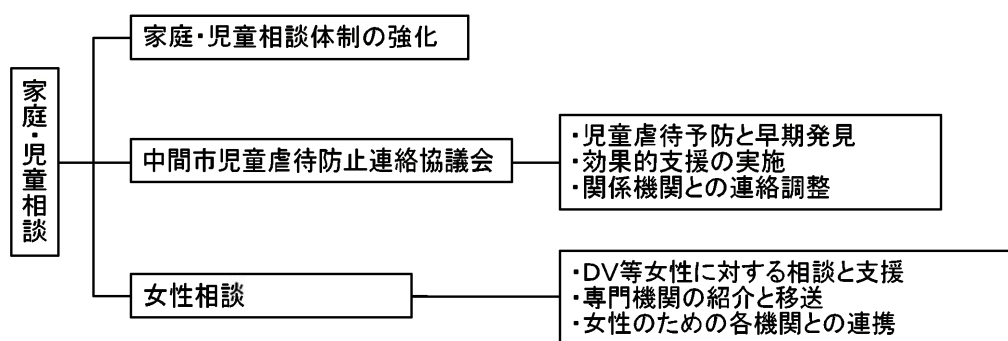 家庭・児童相談
家庭・児童相談体制の強化
中間市児童虐待防止連絡協議会
・児童虐待予防と早期発見
・効果的支援の実施
・関係機関との連絡調整
女性相談
・DV等女性に対する相談と支援
・専門機関の紹介と移送
・女性のための各機関との連携